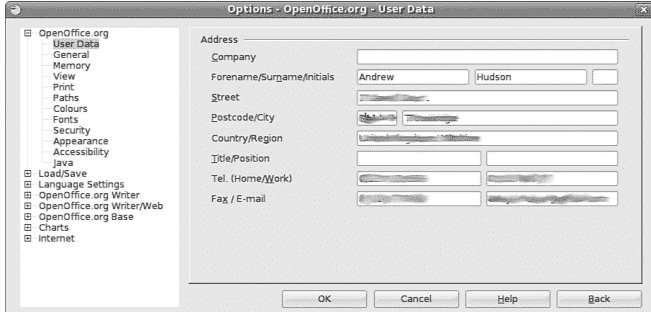 Options - OpenOffice.org - User Data
OpenOffice.org
User Data
General
Memory
View
Print
Paths
Colours
Fonts
Security
Appearance
Accessibility
Java
Load/Save
Language Settings
OpenOffice.org Writer
OpenOffice.org Writer/Web
OpenOffice.org Base
Charts
Internet
Address
Company
Forename/Surname/Initials Andrew Hudson
Street
Postcode/City
Country/Region
Title/Position
Tel. (Home/Work)
Fax / E-mail
OK Cancel Help Back